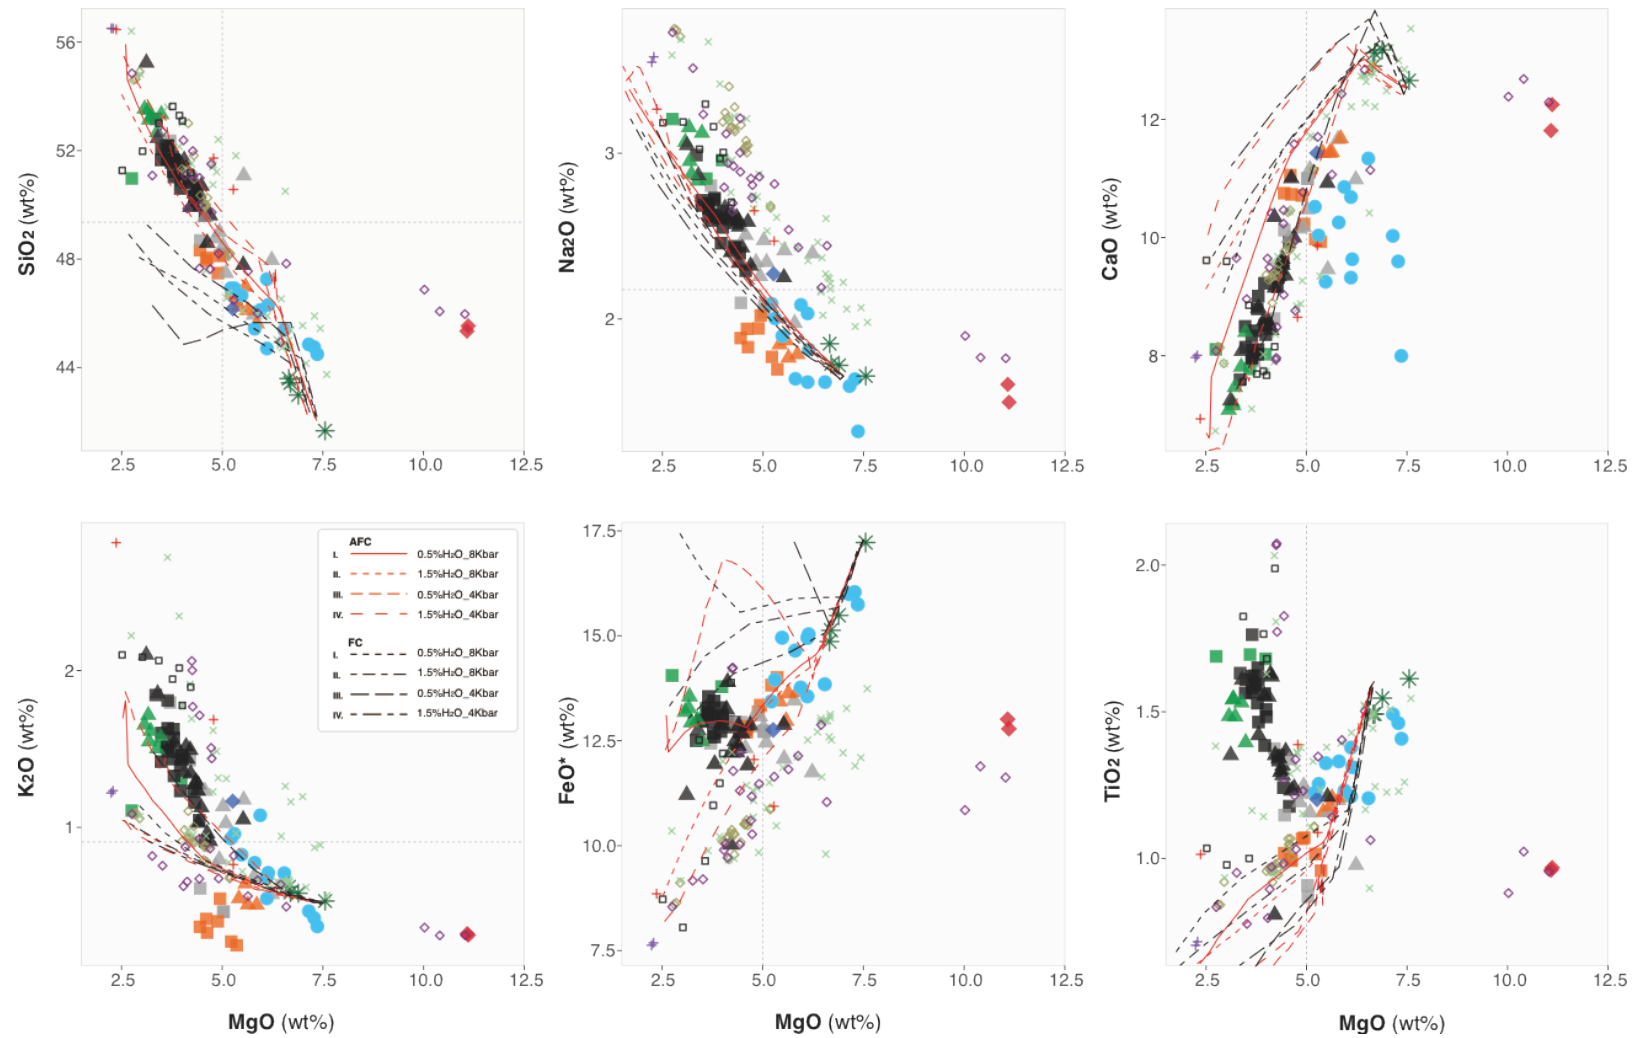 56
52
48
44
SiO2 (wt%)
2.5 5.0 7.5 10.0 12.5
3
2
Na2O (wt%)
2.5 5.0 7.5 10.0 12.5
12
10
8
CaO (wt%)
2.5 5.0 7.5 10.0 12.5
2
1
K2O (wt%)
AFC
I. 0.5%H2O_8Kbar
II. 1.5%H2O_8Kbar
III. 0.5%H2O_4Kbar
IV. 1.5%H2O_4Kbar
FC
I. 0.5%H2O_8Kbar
II. 1.5%H2O_8Kbar
III. 0.5%H2O_4Kbar
IV. 1.5%H2O_4Kbar
2.5 5.0 7.5 10.0 12.5
MgO (wt%)
17.5
15.0
12.5
10.0
7.5
FeO* (wt%)
2.5 5.0 7.5 10.0 12.5
MgO (wt%)
2.0
1.5
1.0
TiO2 (wt%)
2.5 5.0 7.5 10.0 12.5
MgO (wt%)